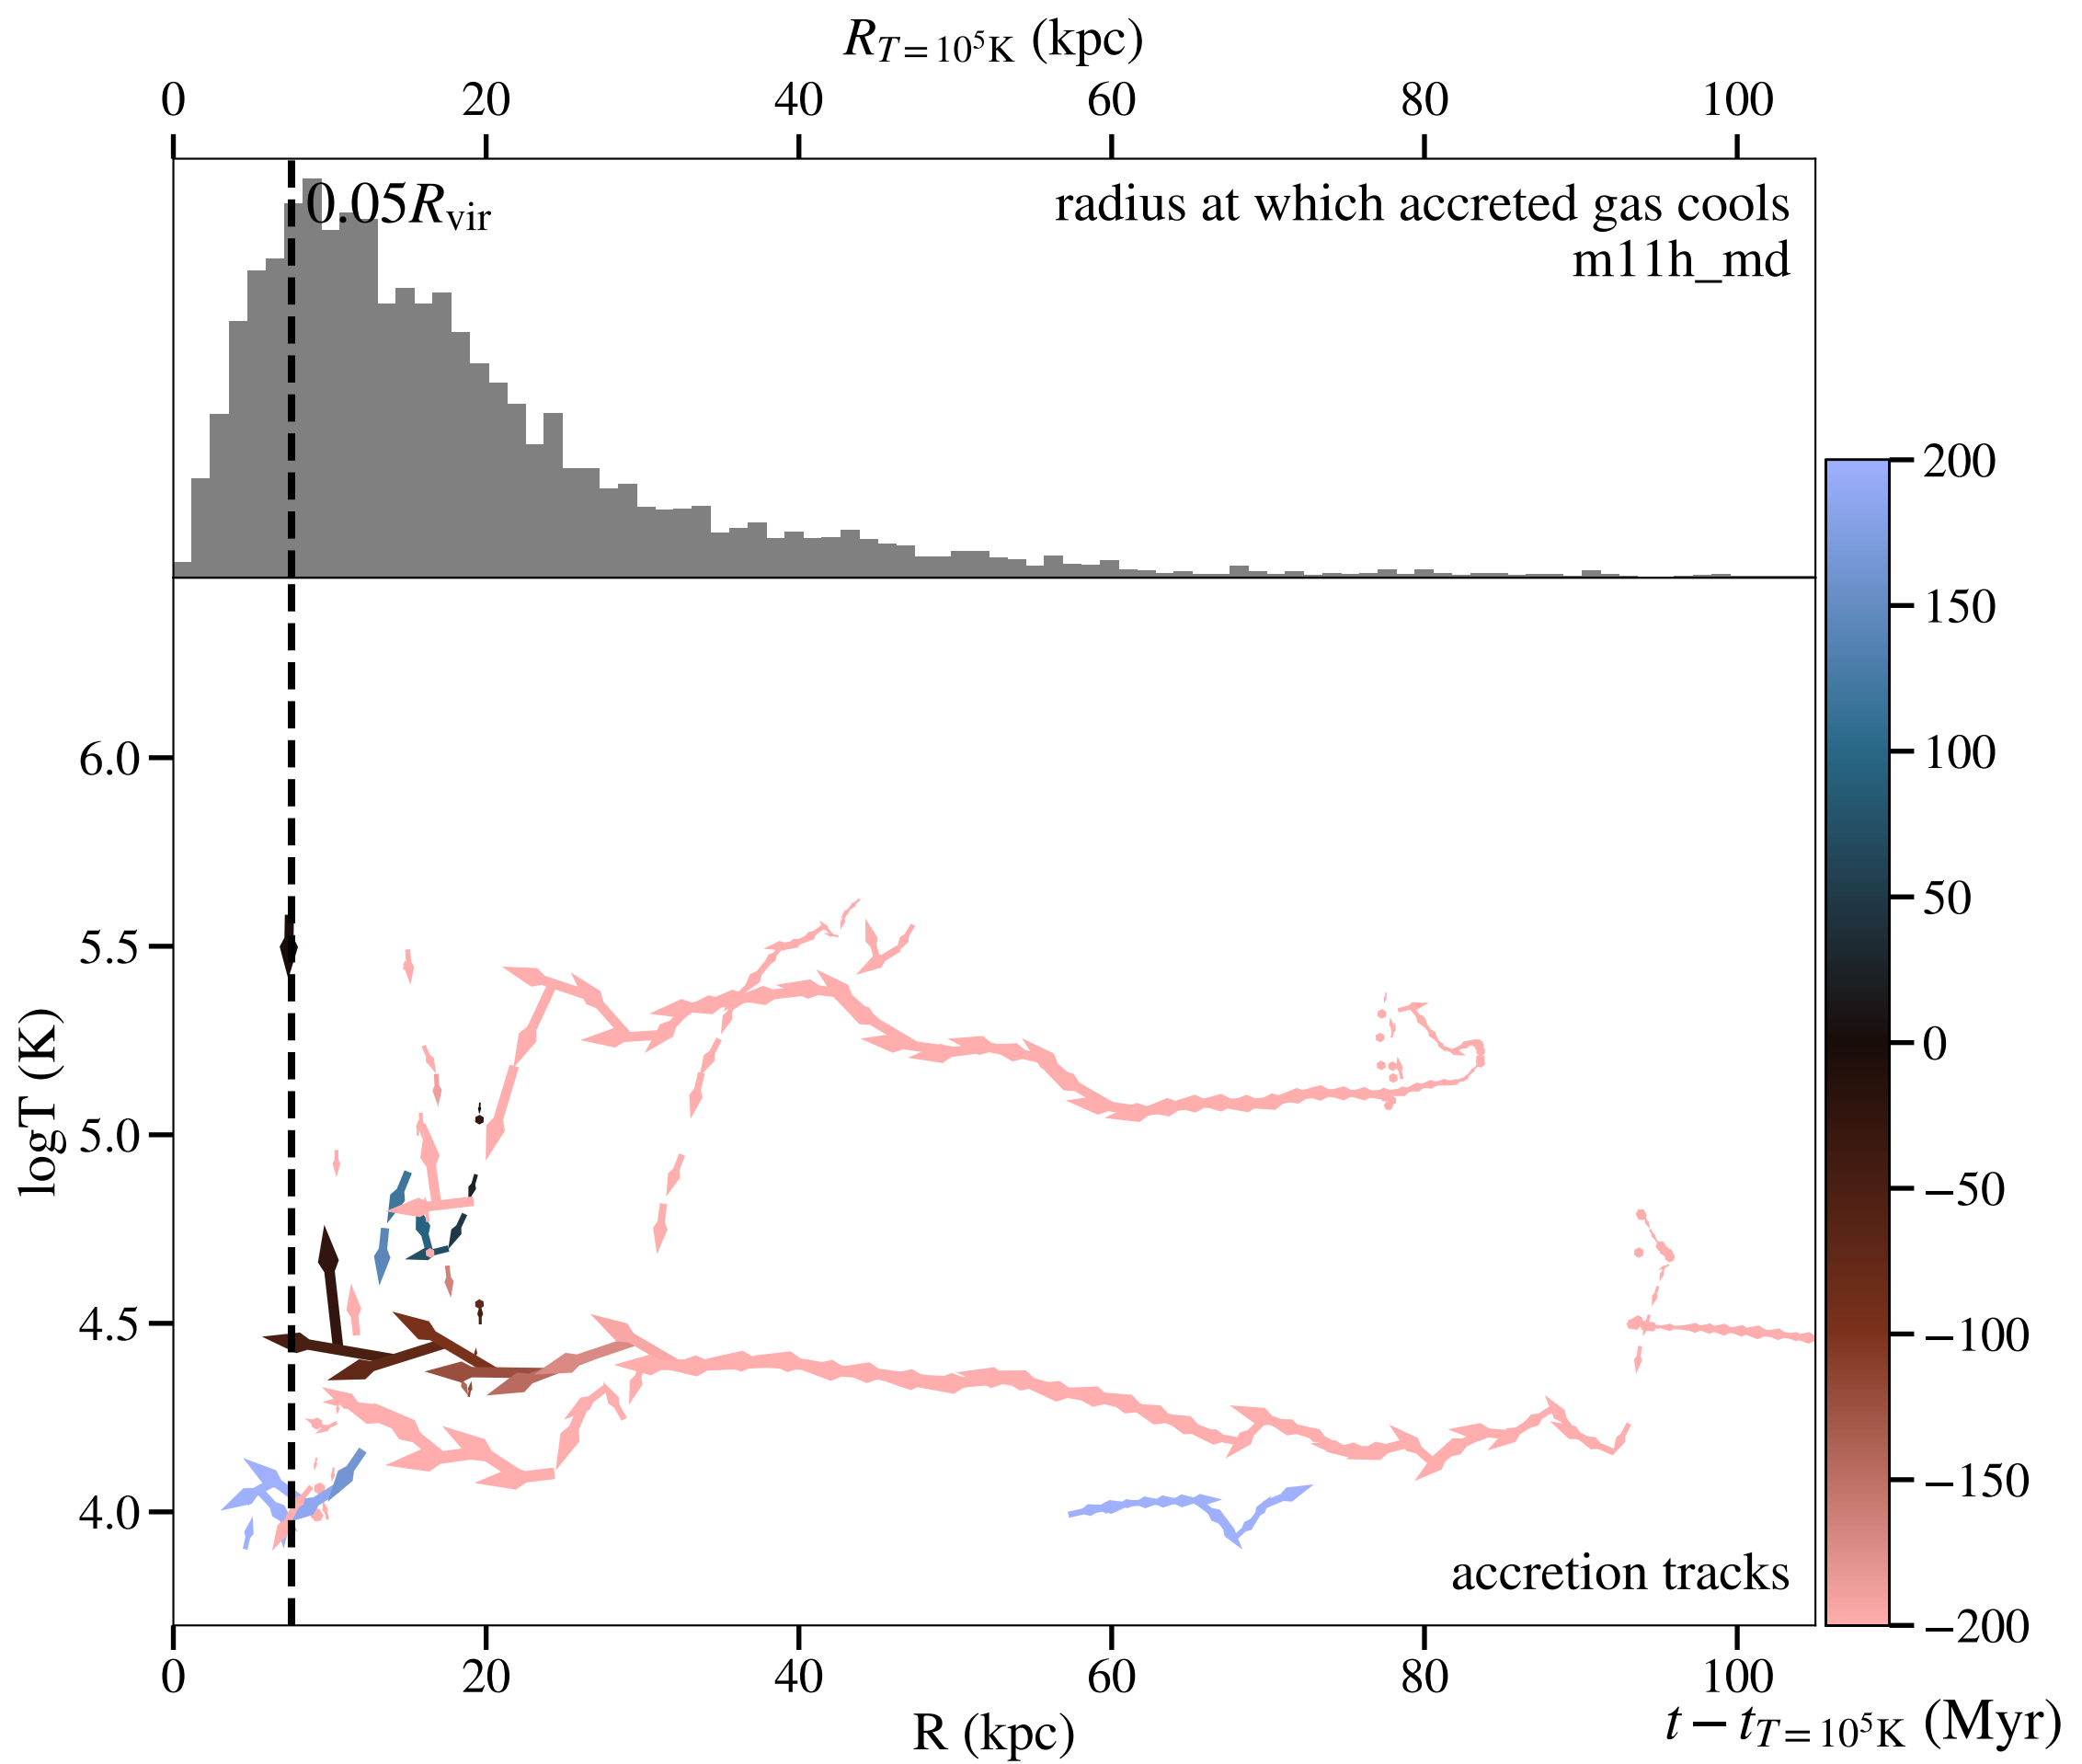 R_{T=10^5K} (kpc)
0 20 40 60 80 100
0.05R_vir
radius at which accreted gas cools
m11h_md
200
150
100
50
0
−50
−100
−150
−200
6.0
5.5
5.0
4.5
4.0
logT (K)
accretion tracks
0 20 40 60 80 100
R (kpc)
t − t_{T=10^5K} (Myr)